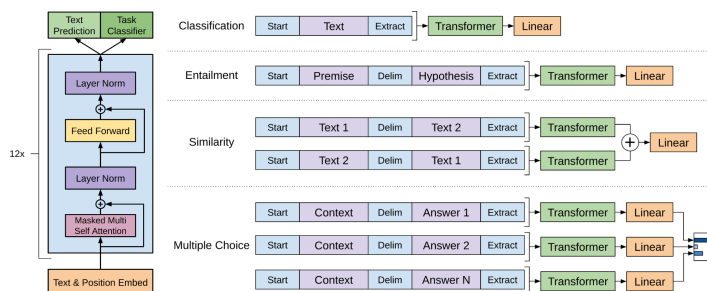 Text
Prediction
Task
Classifier
12x
Layer Norm
Feed Forward
Layer Norm
Masked Multi
Self Attention
Text & Position Embed
Classification
Start Text Extract Transformer Linear
Entailment
Start Premise Delim Hypothesis Extract Transformer Linear
Similarity
Start Text 1 Delim Text 2 Extract Transformer
Start Text 2 Delim Text 1 Extract Transformer
Linear
Multiple Choice
Start Context Delim Answer 1 Extract Transformer Linear
Start Context Delim Answer 2 Extract Transformer Linear
Start Context Delim Answer N Extract Transformer Linear